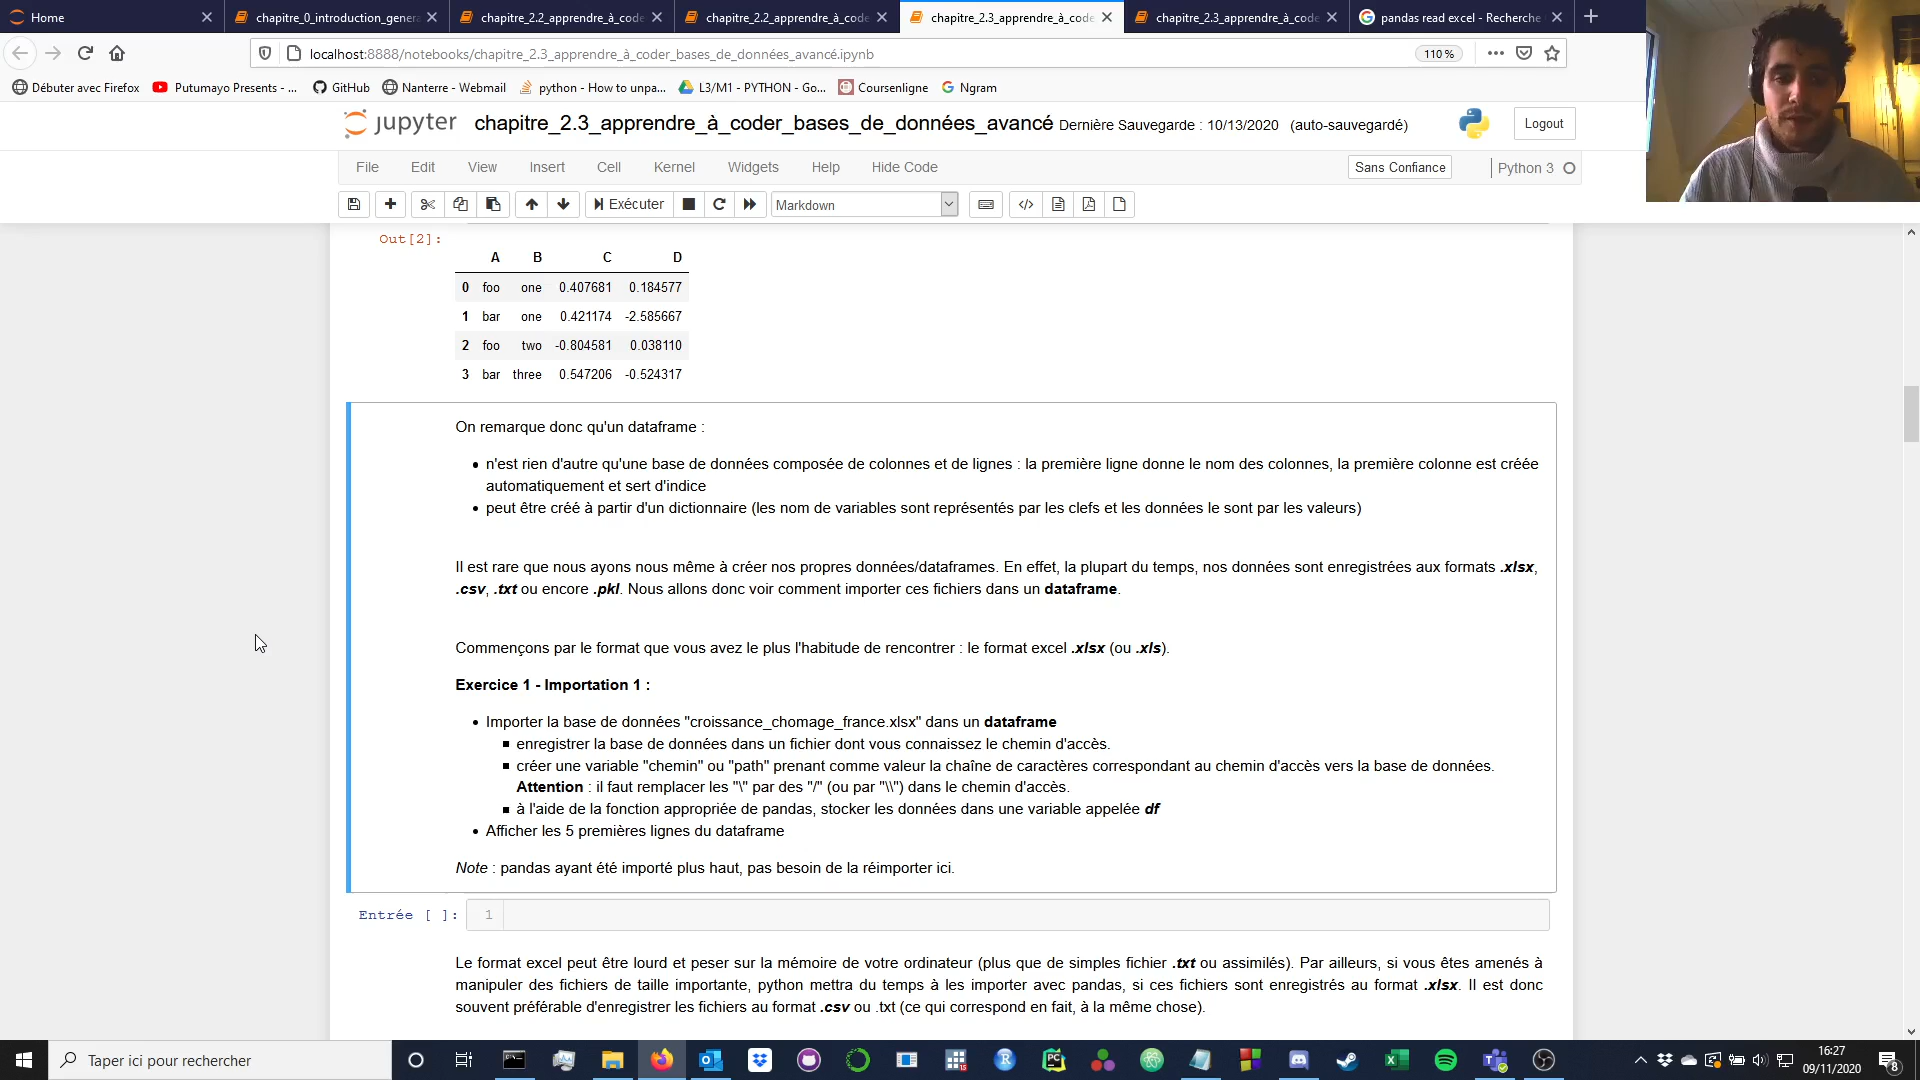 Home
chapitre_0_introduction_genera
chapitre_2.2_apprendre_à_code
chapitre_2.2_apprendre_à_code
chapitre_2.3_apprendre_à_code
chapitre_2.3_apprendre_à_code
pandas read excel - Recherche
localhost:8888/notebooks/chapitre_2.3_apprendre_à_coder_bases_de_données_avancé.ipynb
110 %
Débuter avec Firefox
Putumayo Presents - ...
GitHub
Nanterre - Webmail
python - How to unpa...
L3/M1 - PYTHON - Go...
Coursenligne
Ngram
jupyter chapitre_2.3_apprendre_à_coder_bases_de_données_avancé Dernière Sauvegarde : 10/13/2020 (auto-sauvegardé)
Logout
File Edit View Insert Cell Kernel Widgets Help Hide Code
Sans Confiance
Python 3
Exécuter
Markdown
Out[2]:
A B C D
0 foo one 0.407681 0.184577
1 bar one 0.421174 -2.585667
2 foo two -0.804581 0.038110
3 bar three 0.547206 -0.524317
On remarque donc qu'un dataframe :
• n'est rien d'autre qu'une base de données composée de colonnes et de lignes : la première ligne donne le nom des colonnes, la première colonne est créée
automatiquement et sert d'indice
• peut être créé à partir d'un dictionnaire (les nom de variables sont représentés par les clefs et les données le sont par les valeurs)
Il est rare que nous ayons nous même à créer nos propres données/dataframes. En effet, la plupart du temps, nos données sont enregistrées aux formats .xlsx,
.csv, .txt ou encore .pkl. Nous allons donc voir comment importer ces fichiers dans un dataframe.
Commençons par le format que vous avez le plus l'habitude de rencontrer : le format excel .xlsx (ou .xls).
Exercice 1 - Importation 1 :
• Importer la base de données "croissance_chomage_france.xlsx" dans un dataframe
▪ enregistrer la base de données dans un fichier dont vous connaissez le chemin d'accès.
▪ créer une variable "chemin" ou "path" prenant comme valeur la chaîne de caractères correspondant au chemin d'accès vers la base de données.
Attention : il faut remplacer les "\" par des "/" (ou par "\\") dans le chemin d'accès.
▪ à l'aide de la fonction appropriée de pandas, stocker les données dans une variable appelée df
• Afficher les 5 premières lignes du dataframe
Note : pandas ayant été importé plus haut, pas besoin de la réimporter ici.
Entrée [ ]: 1
Le format excel peut être lourd et peser sur la mémoire de votre ordinateur (plus que de simples fichier .txt ou assimilés). Par ailleurs, si vous êtes amenés à
manipuler des fichiers de taille importante, python mettra du temps à les importer avec pandas, si ces fichiers sont enregistrés au format .xlsx. Il est donc
souvent préférable d'enregistrer les fichiers au format .csv ou .txt (ce qui correspond en fait, à la même chose).
Taper ici pour rechercher
16:27
09/11/2020
8